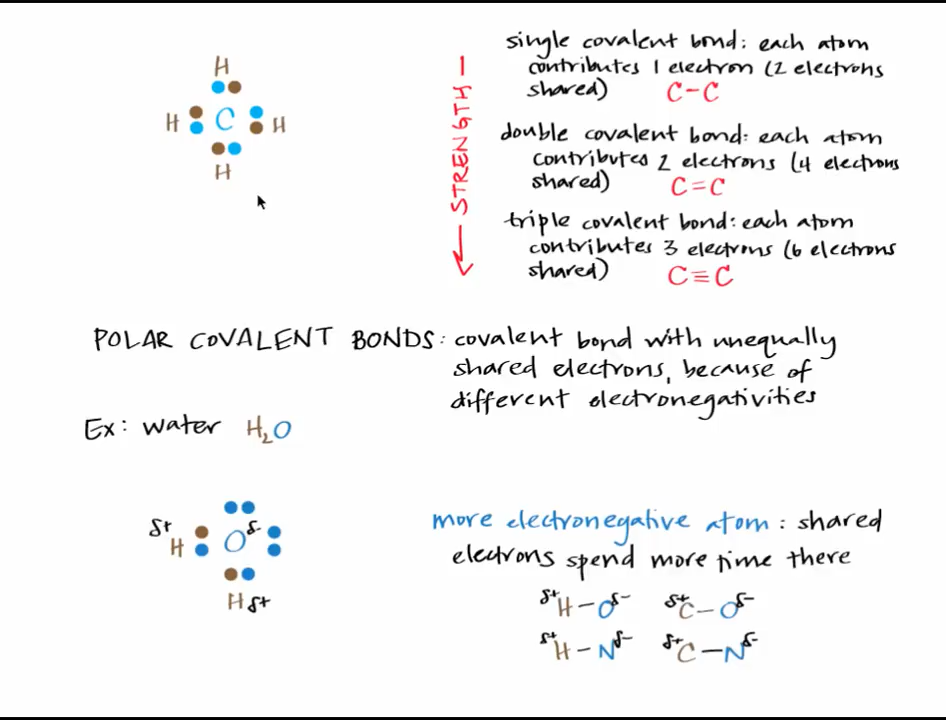 H
H C H
H
STRENGTH
single covalent bond: each atom
contributes 1 electron (2 electrons
shared) C-C
double covalent bond: each atom
contributes 2 electrons (4 electrons
shared) C=C
triple covalent bond: each atom
contributes 3 electrons (6 electrons
shared) C≡C
POLAR COVALENT BONDS: covalent bond with unequally
shared electrons, because of
different electronegativities
Ex: water H₂O
δ+ H O δ-
H δ+
more electronegative atom: shared
electrons spend more time there
δ+H-Oδ- δ+C-Oδ-
δ+H-Nδ- δ+C-Nδ-